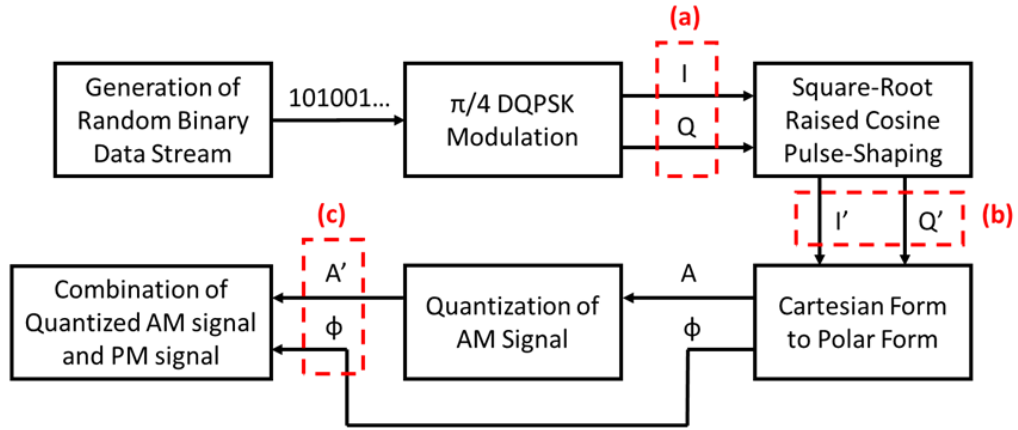 (a)
Generation of
Random Binary
Data Stream
101001...
π/4 DQPSK
Modulation
I
Q
Square-Root
Raised Cosine
Pulse-Shaping
(c)
I’
Q’
(b)
Combination of
Quantized AM signal
and PM signal
A’
ϕ
Quantization of
AM Signal
A
ϕ
Cartesian Form
to Polar Form